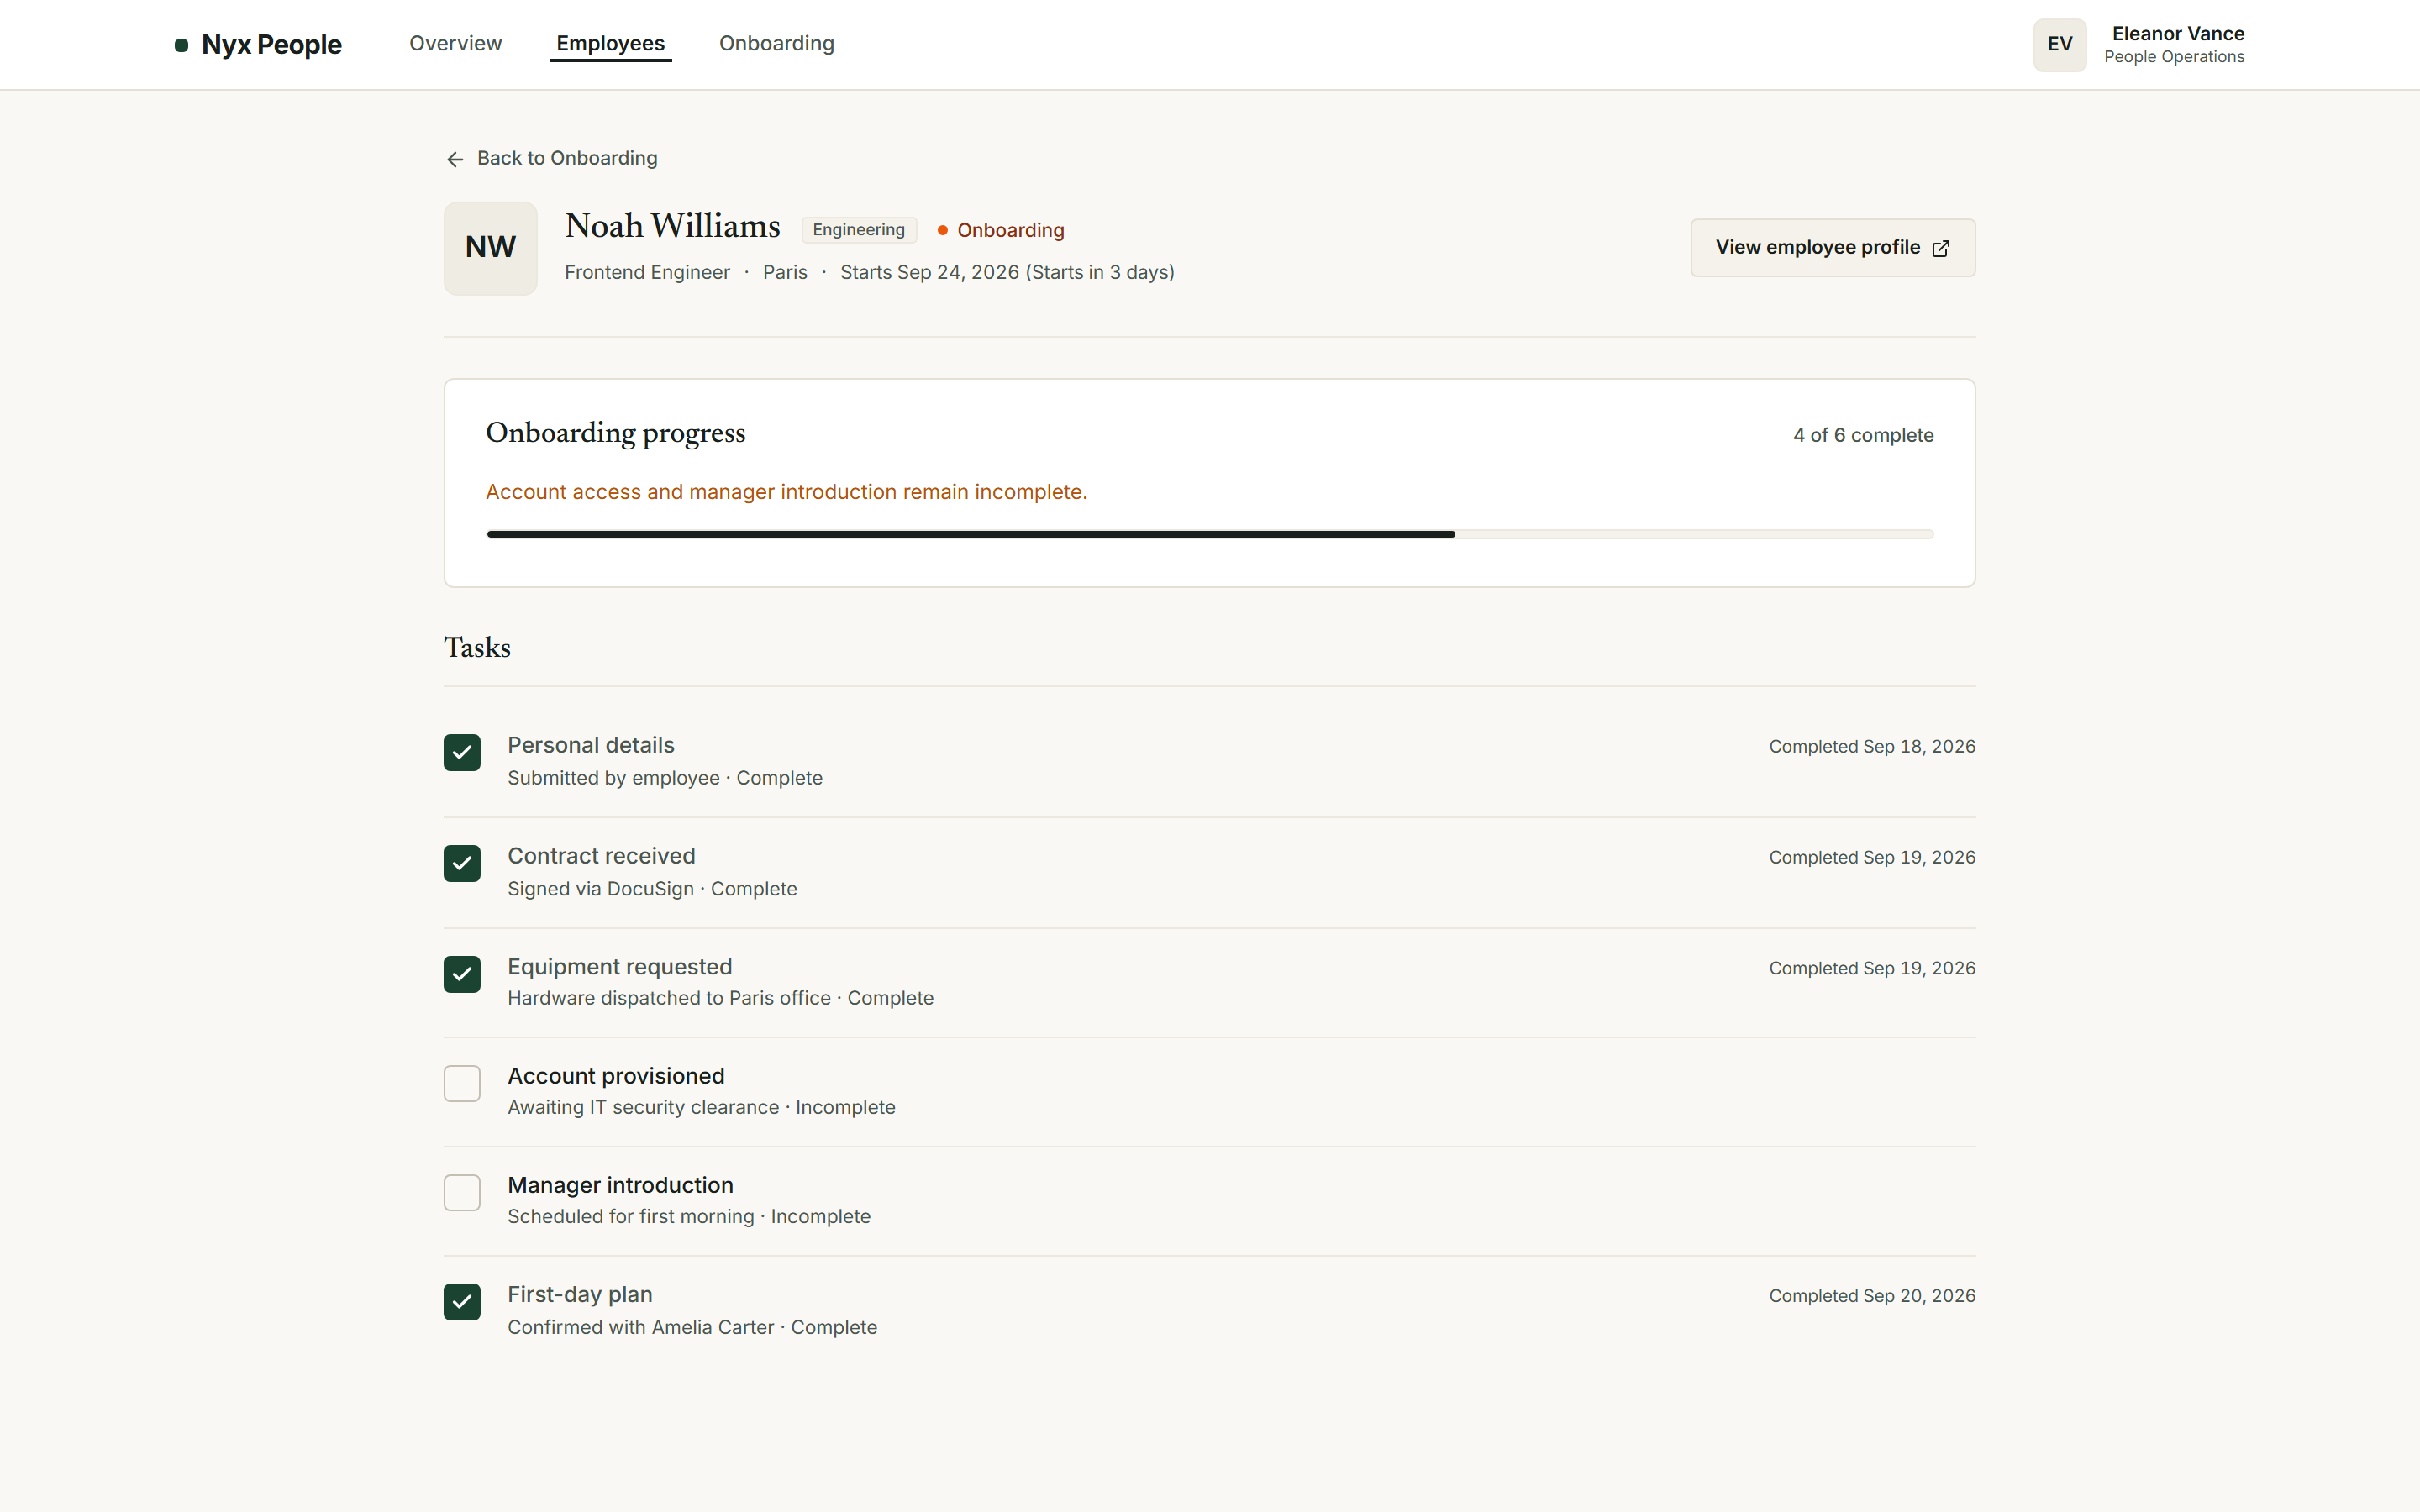 Nyx People
Overview
Employees
Onboarding
EV
Eleanor Vance
People Operations
Back to Onboarding
NW
Noah Williams
Engineering
Onboarding
Frontend Engineer · Paris · Starts Sep 24, 2026 (Starts in 3 days)
View employee profile
Onboarding progress
4 of 6 complete
Account access and manager introduction remain incomplete.
Tasks
Personal details
Completed Sep 18, 2026
Submitted by employee · Complete
Contract received
Completed Sep 19, 2026
Signed via DocuSign · Complete
Equipment requested
Completed Sep 19, 2026
Hardware dispatched to Paris office · Complete
Account provisioned
Awaiting IT security clearance · Incomplete
Manager introduction
Scheduled for first morning · Incomplete
First-day plan
Completed Sep 20, 2026
Confirmed with Amelia Carter · Complete